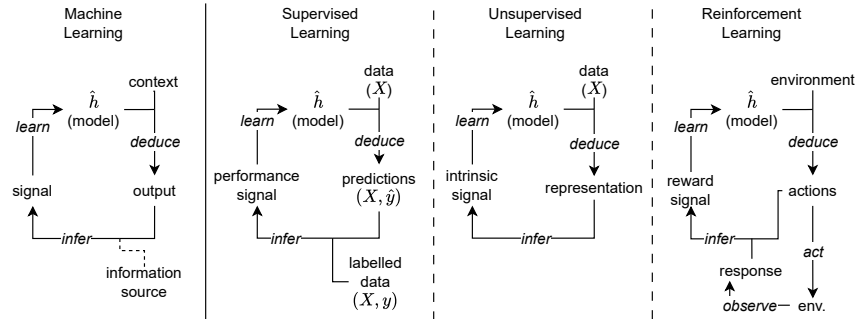 Machine
Learning
context
ĥ
(model)
learn
deduce
signal
output
infer
information
source
Supervised
Learning
data
(X)
ĥ
(model)
learn
deduce
performance
signal
predictions
(X, ŷ)
infer
labelled
data
(X, y)
Unsupervised
Learning
data
(X)
ĥ
(model)
learn
deduce
intrinsic
signal
representation
infer
Reinforcement
Learning
environment
ĥ
(model)
learn
deduce
reward
signal
actions
infer
act
response
observe
env.